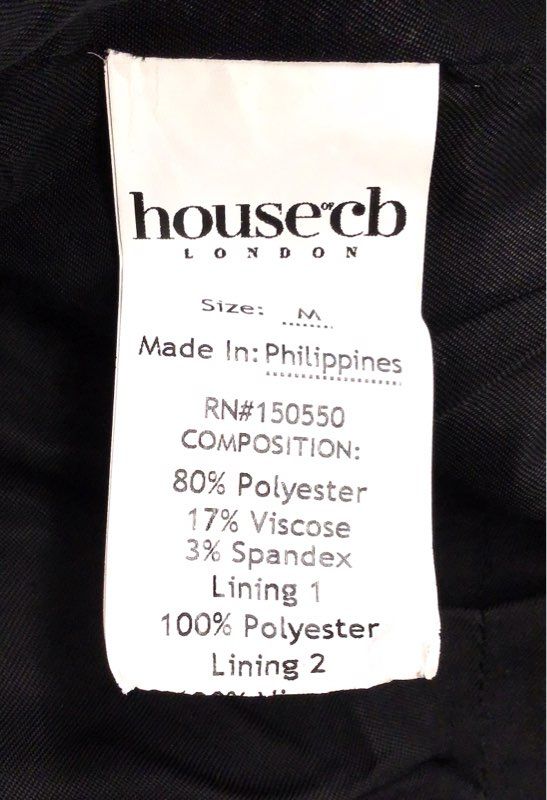 house of cb
LONDON
Size: M
Made In: Philippines
RN#150550
COMPOSITION:
80% Polyester
17% Viscose
3% Spandex
Lining 1
100% Polyester
Lining 2